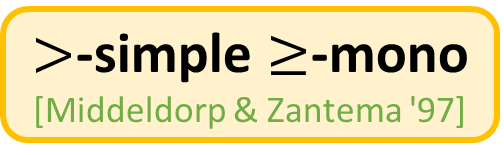 >-simple ≥-mono
[Middeldorp & Zantema '97]